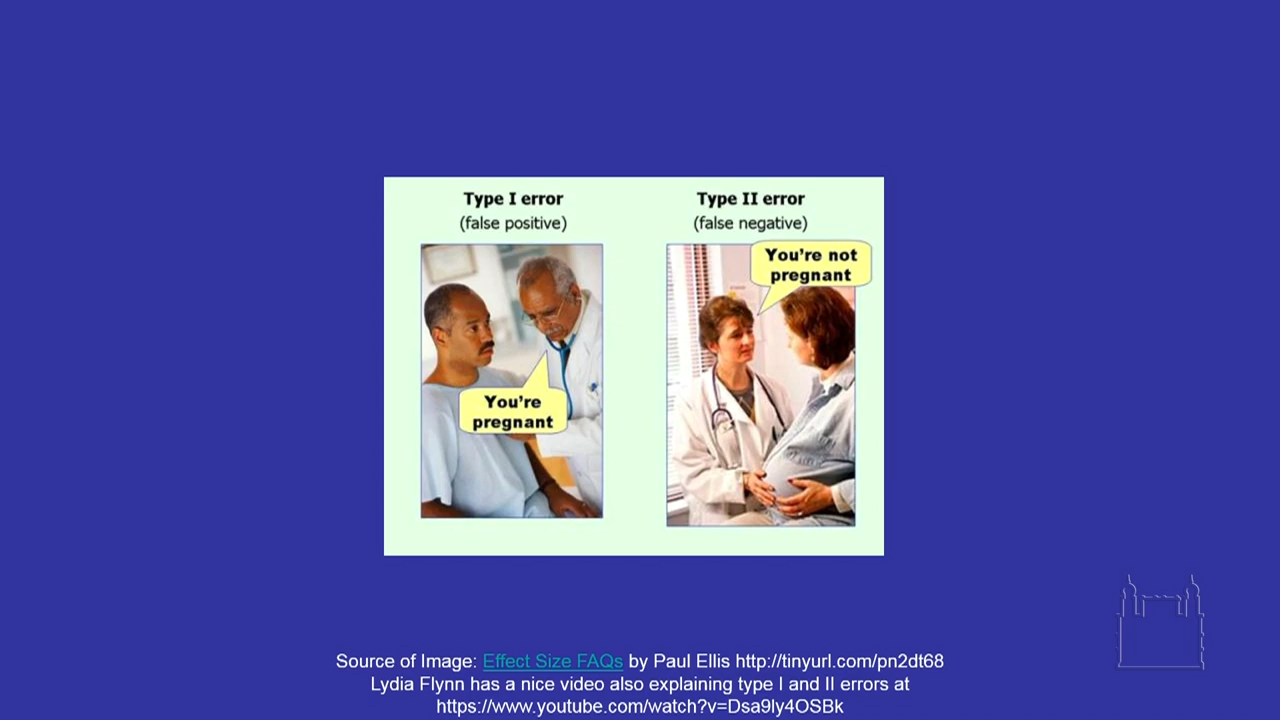 Type I error
(false positive)
Type II error
(false negative)
You're
pregnant
You're not
pregnant
Source of Image: Effect Size FAQs by Paul Ellis http://tinyurl.com/pn2dt68
Lydia Flynn has a nice video also explaining type I and II errors at
https://www.youtube.com/watch?v=Dsa9ly4OSBk